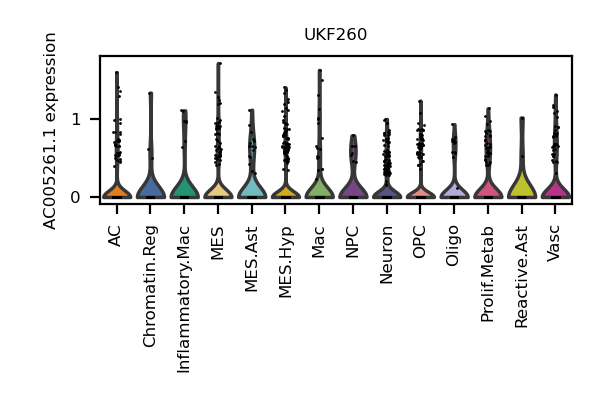 UKF260
AC005261.1 expression
1
0
AC
Chromatin.Reg
Inflammatory.Mac
MES
MES.Ast
MES.Hyp
Mac
NPC
Neuron
OPC
Oligo
Prolif.Metab
Reactive.Ast
Vasc